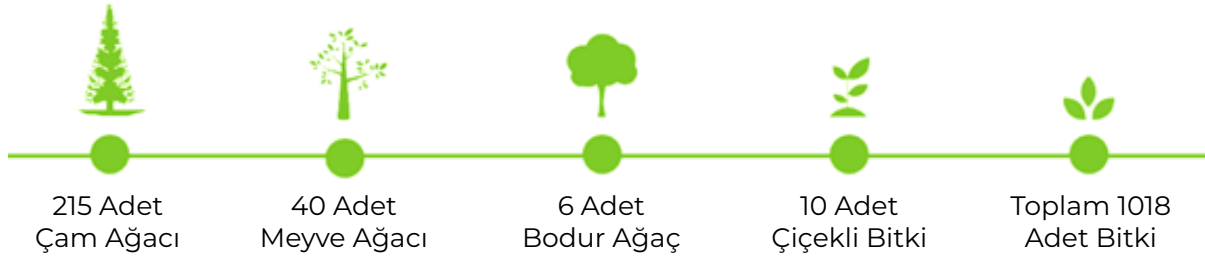 215 Adet
Çam Ağacı
40 Adet
Meyve Ağacı
6 Adet
Bodur Ağaç
10 Adet
Çiçekli Bitki
Toplam 1018
Adet Bitki